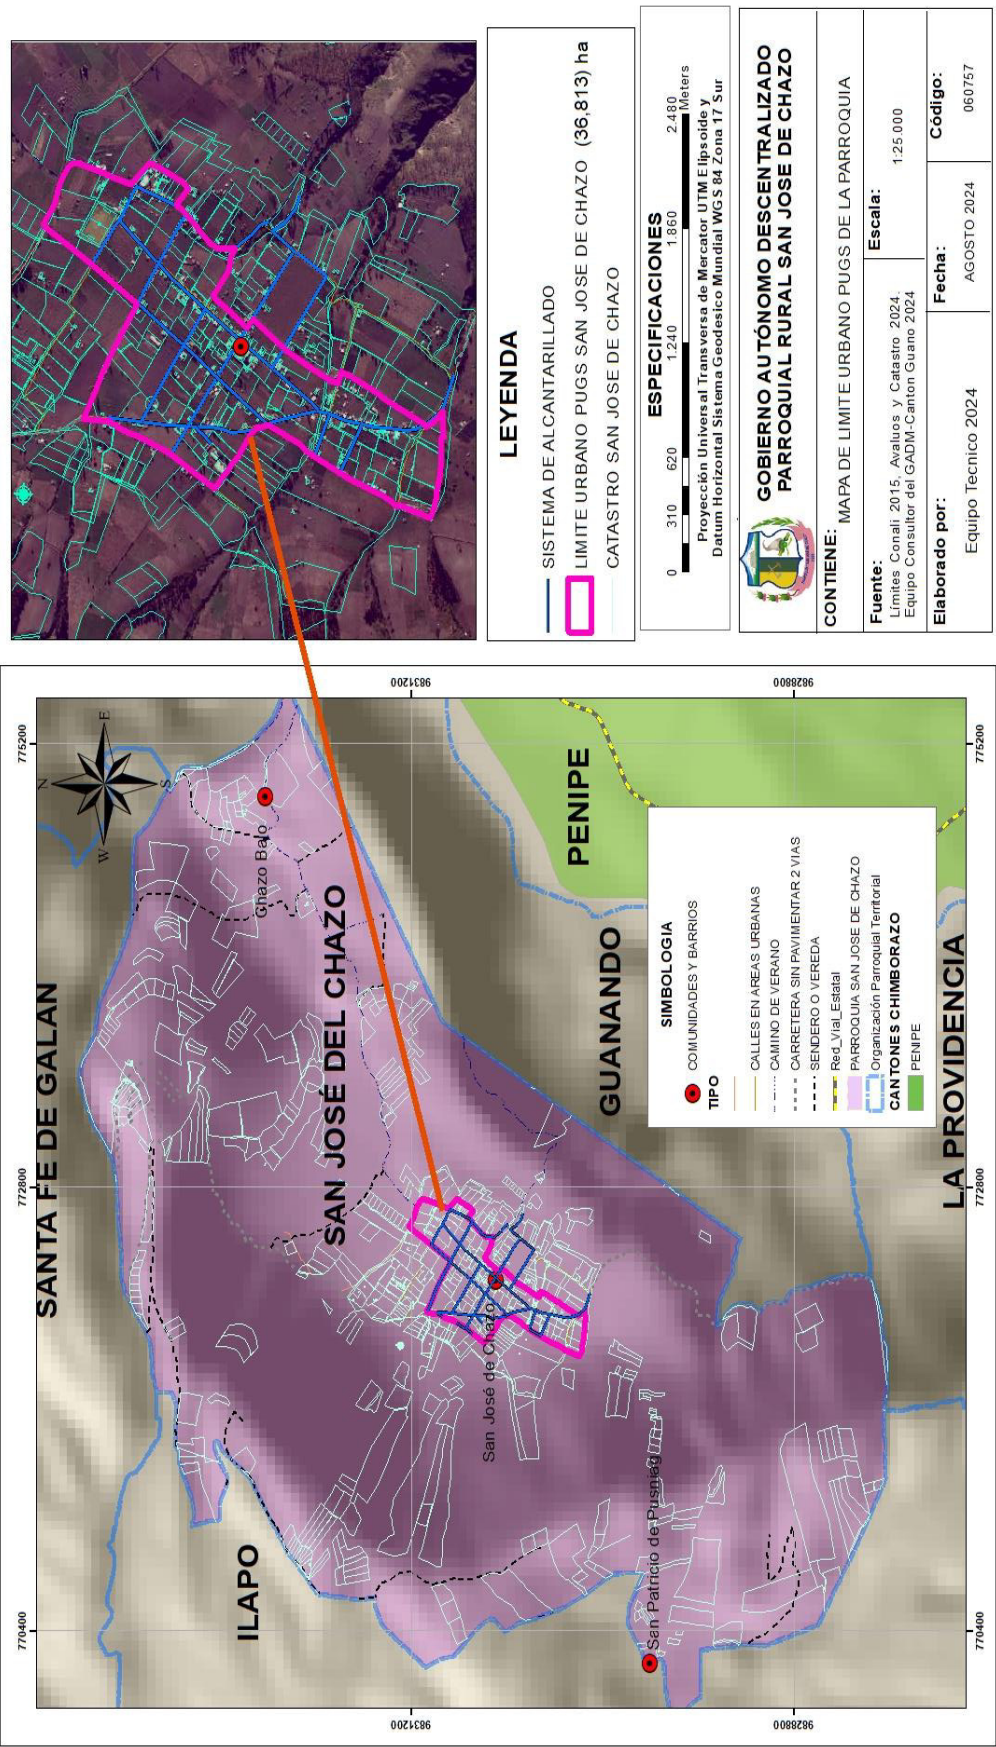 SANTA FE DE GALAN
ILAPO
SAN JOSÉ DEL CHAZO
Chazo Balo
San José de Chazo
San Patricio de Pusniag
GUANANDO
PENIPE
LA PROVIDENCIA
N
E
S
W
770400
772800
775200
770400
772800
775200
9831200
9828800
9831200
9828800
SIMBOLOGIA
COMUNIDADES Y BARRIOS
TIPO
CALLES EN AREAS URBANAS
CAMINO DE VERANO
CARRETERA SIN PAVIMENTAR 2 VIAS
SENDERO O VEREDA
Red_Vial_Estatal
PARROQUIA SAN JOSE DE CHAZO
Organización Parroquial Territorial
CANTONES CHIMBORAZO
PENIPE
LEYENDA
SISTEMA DE ALCANTARILLADO
LIMITE URBANO PUGS SAN JOSE DE CHAZO (36,813) ha
CATASTRO SAN JOSE DE CHAZO
ESPECIFICACIONES
0 310 620 1.240 1.860 2.480
Meters
Proyección Universal Transversa de Mercator UTM Elipsoide y
Datum Horizontal Sistema Geodesico Mundial WGS 84 Zona 17 Sur
GOBIERNO AUTÓNOMO DESCENTRALIZADO
PARROQUIAL RURAL SAN JOSE DE CHAZO
CONTIENE:
MAPA DE LIMITE URBANO PUGS DE LA PARROQUIA
Fuente:
Límites Conali 2015, Avaluos y Catastro 2024.
Equipo Consultor del GADM-Canton Guano 2024
Escala:
1:25.000
Elaborado por:
Equipo Tecnico 2024
Fecha:
AGOSTO 2024
Código:
060757